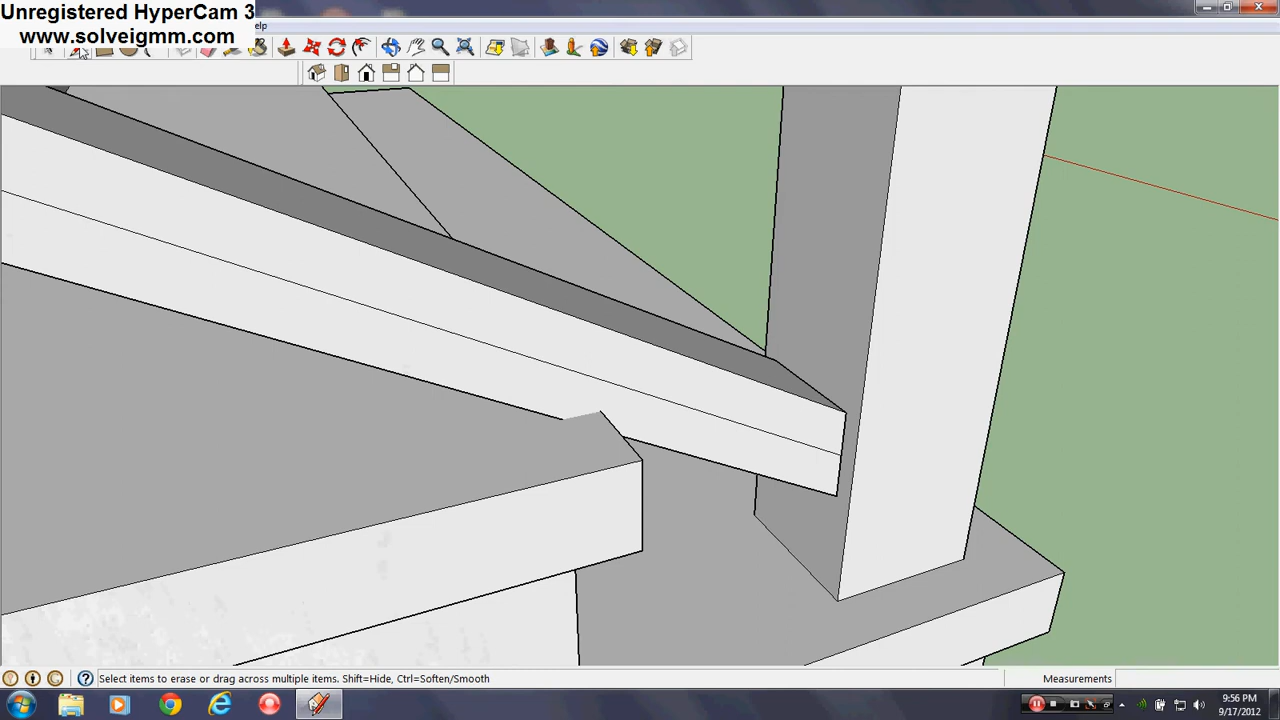 Unregistered HyperCam 3
www.solveigmm.com
elp
Select items to erase or drag across multiple items. Shift=Hide, Ctrl=Soften/Smooth
Measurements
9:56 PM
9/17/2012